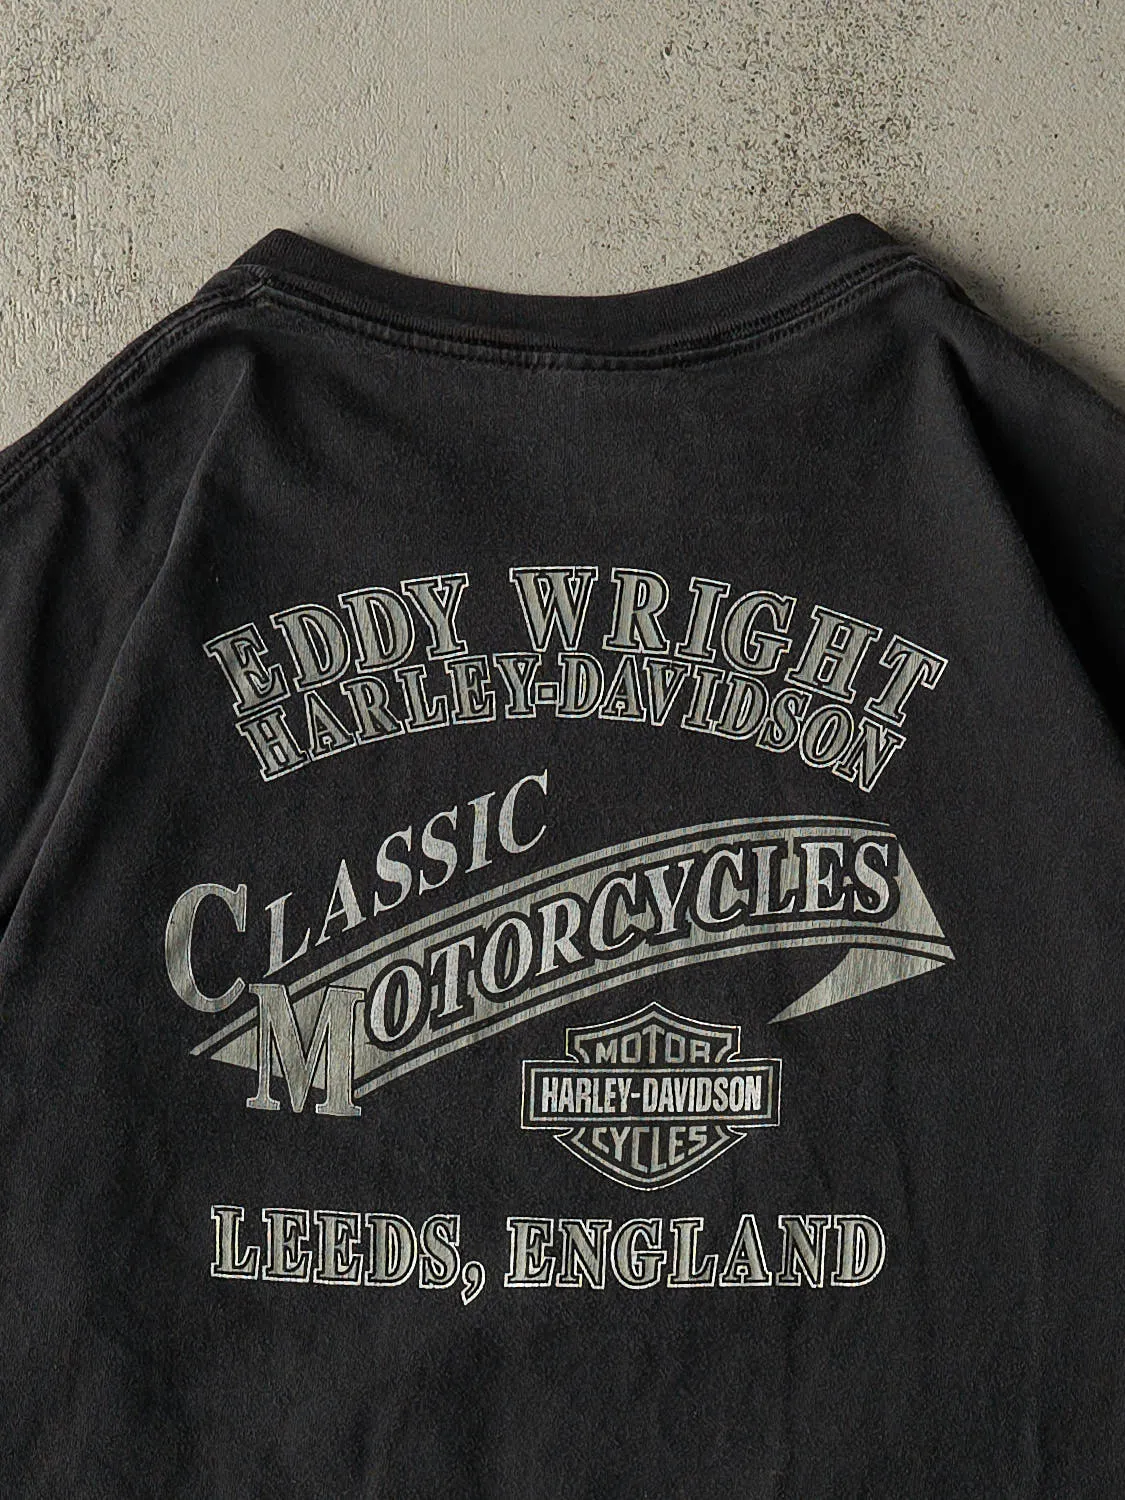 EDDY WRIGHT
HARLEY-DAVIDSON
CLASSIC
MOTORCYCLES
MOTOR
HARLEY-DAVIDSON
CYCLES
LEEDS, ENGLAND